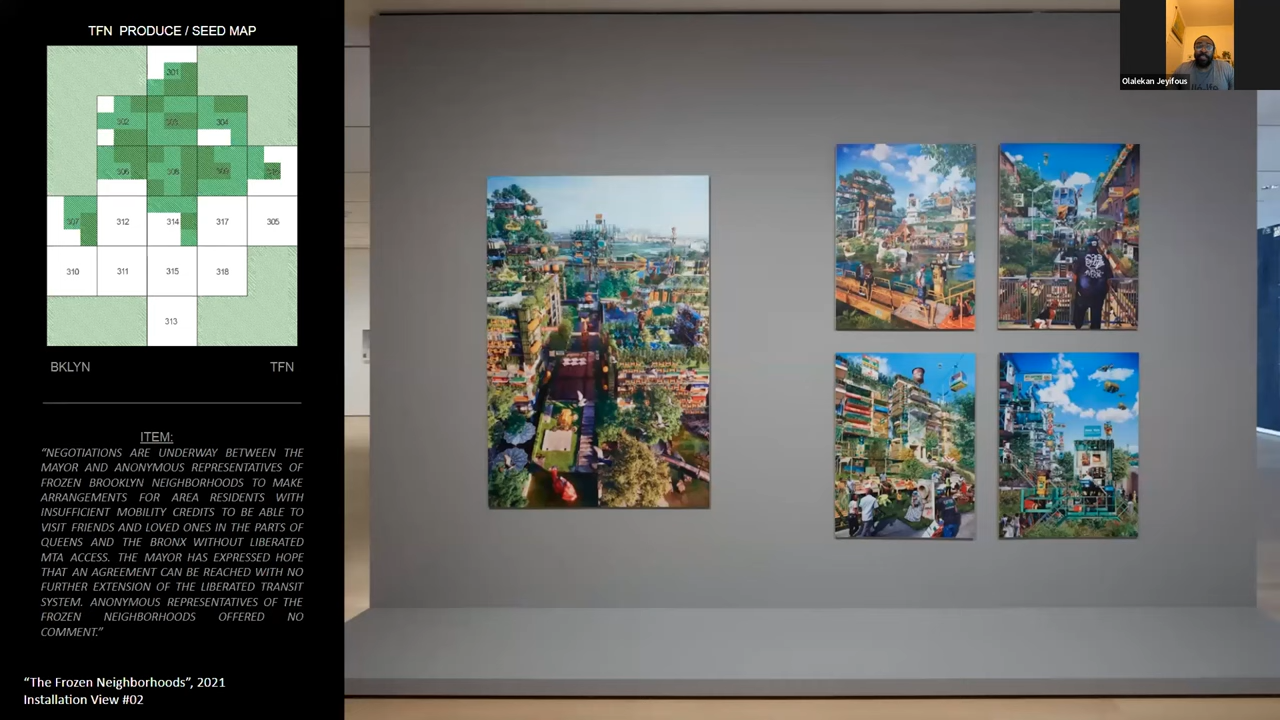 TFN PRODUCE / SEED MAP
301
302 303 304
306 308 309
307 312 314 317 305
310 311 315 318
313
BKLYN TFN
ITEM:
"NEGOTIATIONS ARE UNDERWAY BETWEEN THE
MAYOR AND ANONYMOUS REPRESENTATIVES OF
FROZEN BROOKLYN NEIGHBORHOODS TO MAKE
ARRANGEMENTS FOR AREA RESIDENTS WITH
INSUFFICIENT MOBILITY CREDITS TO BE ABLE TO
VISIT FRIENDS AND LOVED ONES IN THE PARTS OF
QUEENS AND THE BRONX WITHOUT LIBERATED
MTA ACCESS. THE MAYOR HAS EXPRESSED HOPE
THAT AN AGREEMENT CAN BE REACHED WITH NO
FURTHER EXTENSION OF THE LIBERATED TRANSIT
SYSTEM. ANONYMOUS REPRESENTATIVES OF THE
FROZEN NEIGHBORHOODS OFFERED NO
COMMENT."
"The Frozen Neighborhoods", 2021
Installation View #02
Olalekan Jeyifous